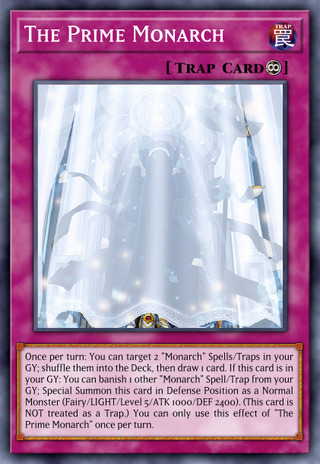 The Prime Monarch
TRAP
罠
[ Trap Card ]
Once per turn: You can target 2 "Monarch" Spells/Traps in your
GY; shuffle them into the Deck, then draw 1 card. If this card is in
your GY: You can banish 1 other "Monarch" Spell/Trap from your
GY; Special Summon this card in Defense Position as a Normal
Monster (Fairy/LIGHT/Level 5/ATK 1000/DEF 2400). (This card is
NOT treated as a Trap.) You can only use this effect of "The
Prime Monarch" once per turn.